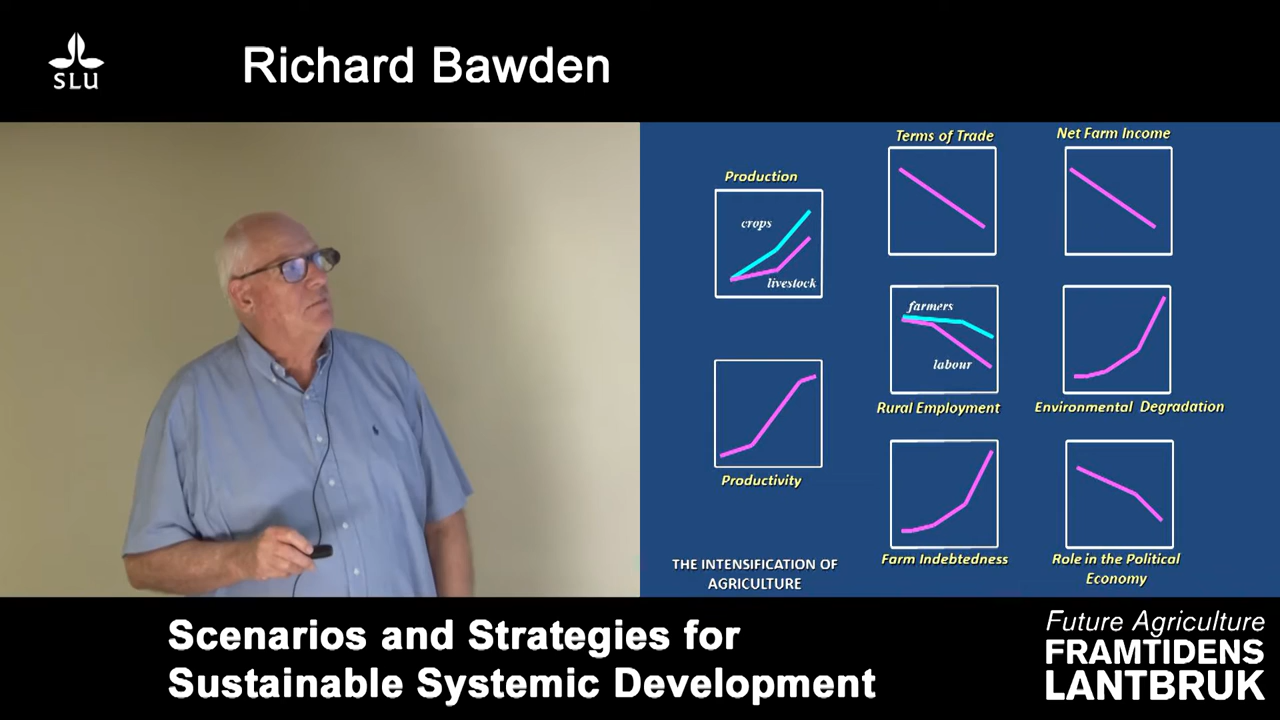 SLU
Richard Bawden
Terms of Trade
Net Farm Income
Production
crops
livestock
farmers
labour
Rural Employment
Environmental Degradation
Productivity
Farm Indebtedness
Role in the Political
Economy
THE INTENSIFICATION OF
AGRICULTURE
Scenarios and Strategies for
Sustainable Systemic Development
Future Agriculture
FRAMTIDENS
LANTBRUK